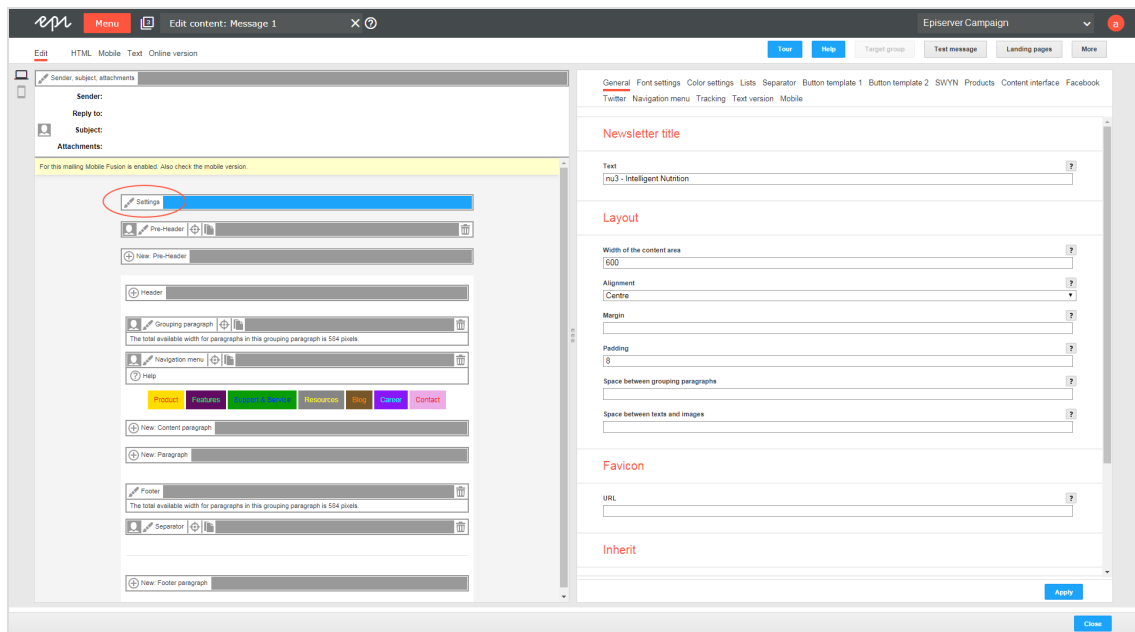 epi Menu 3 Edit content: Message 1 Episerver Campaign a
Edit HTML Mobile Text Online version Tour Help Target group Test message Landing pages More
Sender, subject, attachments
Sender:
Reply to:
Subject:
Attachments:
For this mailing Mobile Fusion is enabled. Also check the mobile version.
Settings
Pre-Header
New: Pre-Header
Header
Grouping paragraph
The total available width for paragraphs in this grouping paragraph is 584 pixels.
Navigation menu
Help
Product Features Support & Service Resources Blog Career Contact
New: Content paragraph
New: Paragraph
Footer
The total available width for paragraphs in this grouping paragraph is 584 pixels.
Separator
New: Footer paragraph
General Font settings Color settings Lists Separator Button template 1 Button template 2 SWYN Products Content interface Facebook
Twitter Navigation menu Tracking Text version Mobile
Newsletter title
Text ?
nu3 - Intelligent Nutrition
Layout
Width of the content area ?
600
Alignment ?
Centre
Margin ?
Padding ?
8
Space between grouping paragraphs ?
Space between texts and images ?
Favicon
URL ?
Inherit
Apply
Close